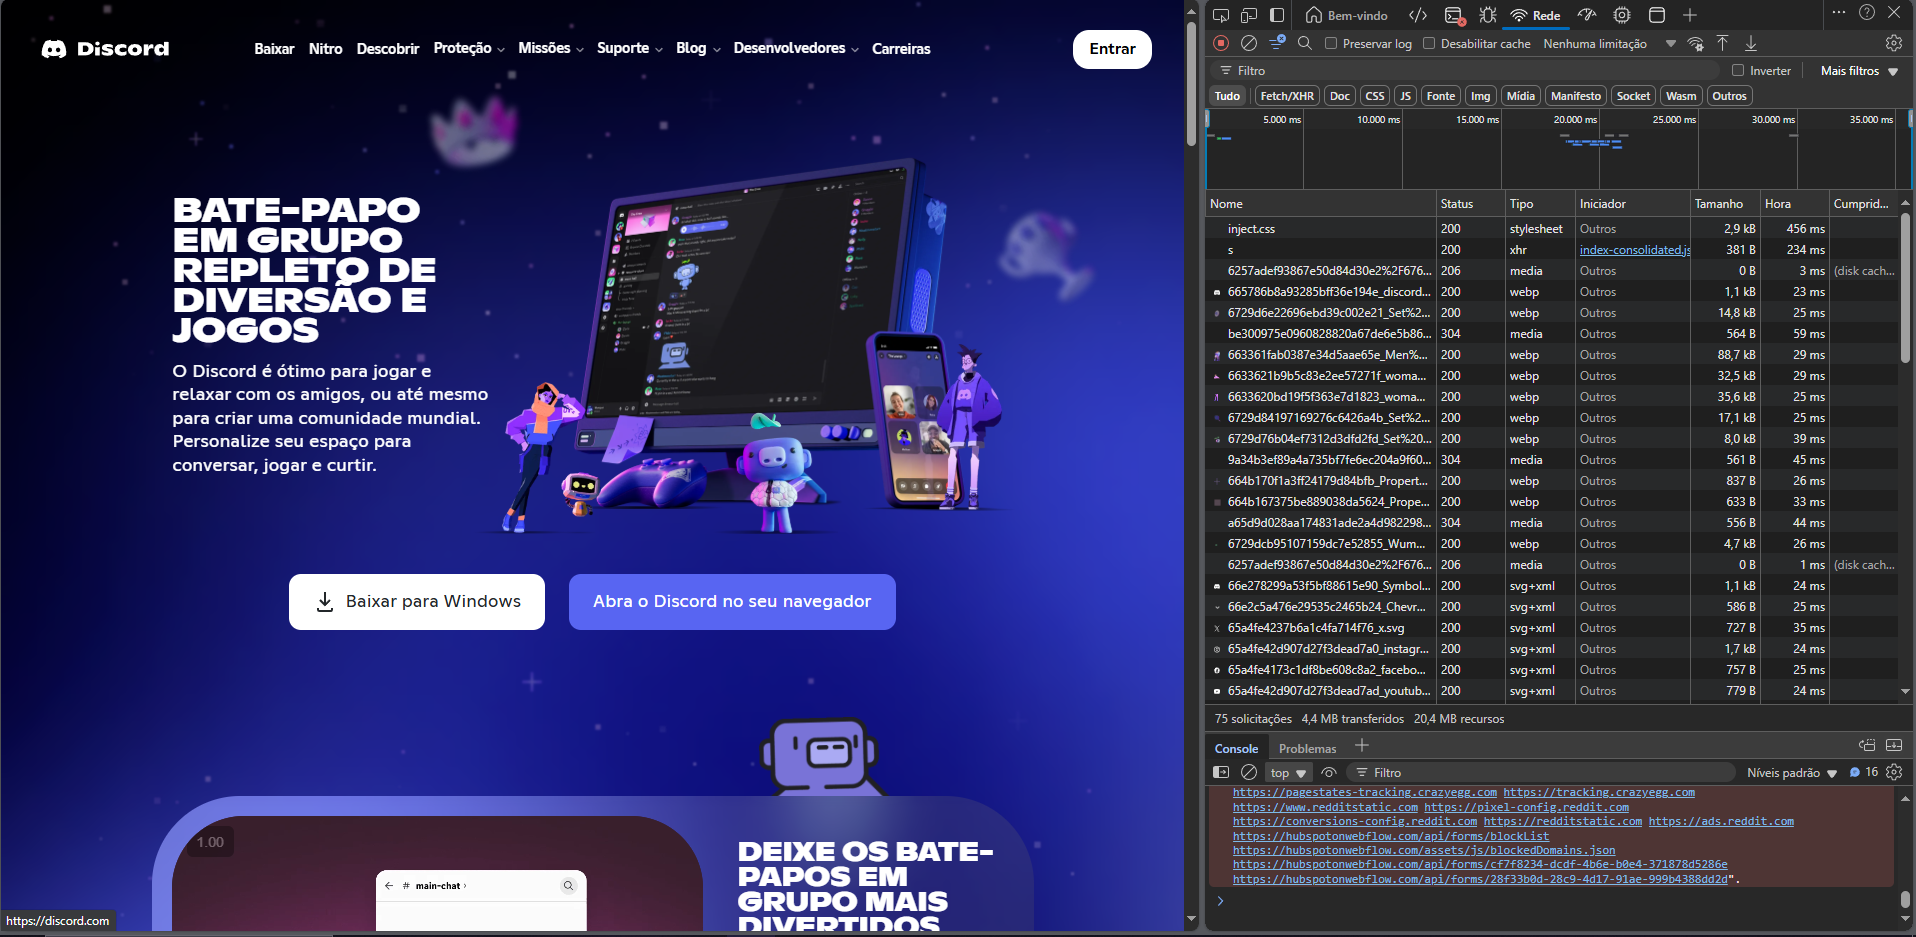 Discord
Baixar Nitro Descobrir Proteção Missões Suporte Blog Desenvolvedores Carreiras
Entrar
BATE-PAPO
EM GRUPO
REPLETO DE
DIVERSÃO E
JOGOS
O Discord é ótimo para jogar e
relaxar com os amigos, ou até mesmo
para criar uma comunidade mundial.
Personalize seu espaço para
conversar, jogar e curtir.
Baixar para Windows
Abra o Discord no seu navegador
1.00
# main-chat ›
DEIXE OS BATE-
PAPOS EM
GRUPO MAIS
DIVERTIDOS
https://discord.com
Bem-vindo Rede
Preservar log Desabilitar cache Nenhuma limitação
Filtro Inverter Mais filtros
Tudo Fetch/XHR Doc CSS JS Fonte Img Mídia Manifesto Socket Wasm Outros
5.000 ms 10.000 ms 15.000 ms 20.000 ms 25.000 ms 30.000 ms 35.000 ms
Nome Status Tipo Iniciador Tamanho Hora Cumprid...
inject.css 200 stylesheet Outros 2,9 kB 456 ms
s 200 xhr index-consolidated.js 381 B 234 ms
6257adef93867e50d84d30e2%2F676... 206 media Outros 0 B 3 ms (disk cach...
665786b8a93285bff36e194e_discord... 200 webp Outros 1,1 kB 23 ms
6729d6e22696ebd39c002e21_Set%2... 200 webp Outros 14,8 kB 25 ms
be300975e0960828820a67de6e5b86... 304 media Outros 564 B 59 ms
663361fab0387e34d5aae65e_Men%... 200 webp Outros 88,7 kB 29 ms
6633621b9b5c83e2ee57271f_woma... 200 webp Outros 32,5 kB 29 ms
6633620bd19f5f363e7d1823_woma... 200 webp Outros 35,6 kB 25 ms
6729d84197169276c6426a4b_Set%2... 200 webp Outros 17,1 kB 25 ms
6729d76b04ef7312d3dfd2fd_Set%20... 200 webp Outros 8,0 kB 39 ms
9a34b3ef89a4a735bf7fe6ec204a9f60... 304 media Outros 561 B 45 ms
664b170f1a3ff24179d84bfb_Propert... 200 webp Outros 837 B 26 ms
664b167375be889038da5624_Prope... 200 webp Outros 633 B 33 ms
a65d9d028aa174831ade2a4d982298... 304 media Outros 556 B 44 ms
6729dcb95107159dc7e52855_Wum... 200 webp Outros 4,7 kB 26 ms
6257adef93867e50d84d30e2%2F676... 206 media Outros 0 B 1 ms (disk cach...
66e278299a53f5bf88615e90_Symbol... 200 svg+xml Outros 1,1 kB 24 ms
66e2c5a476e29535c2465b24_Chevr... 200 svg+xml Outros 586 B 25 ms
65a4fe4237b6a1c4fa714f76_x.svg 200 svg+xml Outros 727 B 35 ms
65a4fe42d907d27f3dead7a0_instagr... 200 svg+xml Outros 1,7 kB 24 ms
65a4fe4173c1df8be608c8a2_facebo... 200 svg+xml Outros 757 B 25 ms
65a4fe42d907d27f3dead7ad_youtub... 200 svg+xml Outros 779 B 24 ms
75 solicitações 4,4 MB transferidos 20,4 MB recursos
Console Problemas
top Filtro Níveis padrão 16
https://pagestates-tracking.crazyegg.com https://tracking.crazyegg.com
https://www.redditstatic.com https://pixel-config.reddit.com
https://conversions-config.reddit.com https://redditstatic.com https://ads.reddit.com
https://hubspotonwebflow.com/api/forms/blockList
https://hubspotonwebflow.com/assets/js/blockedDomains.json
https://hubspotonwebflow.com/api/forms/cf7f8234-dcdf-4b6e-b0e4-371878d5286e
https://hubspotonwebflow.com/api/forms/28f33b0d-28c9-4d17-91ae-999b4388dd2d".